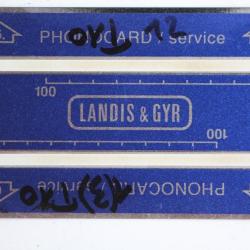 PHONOCARD / service
100
LANDIS & GYR
100
PHONOCARD / service